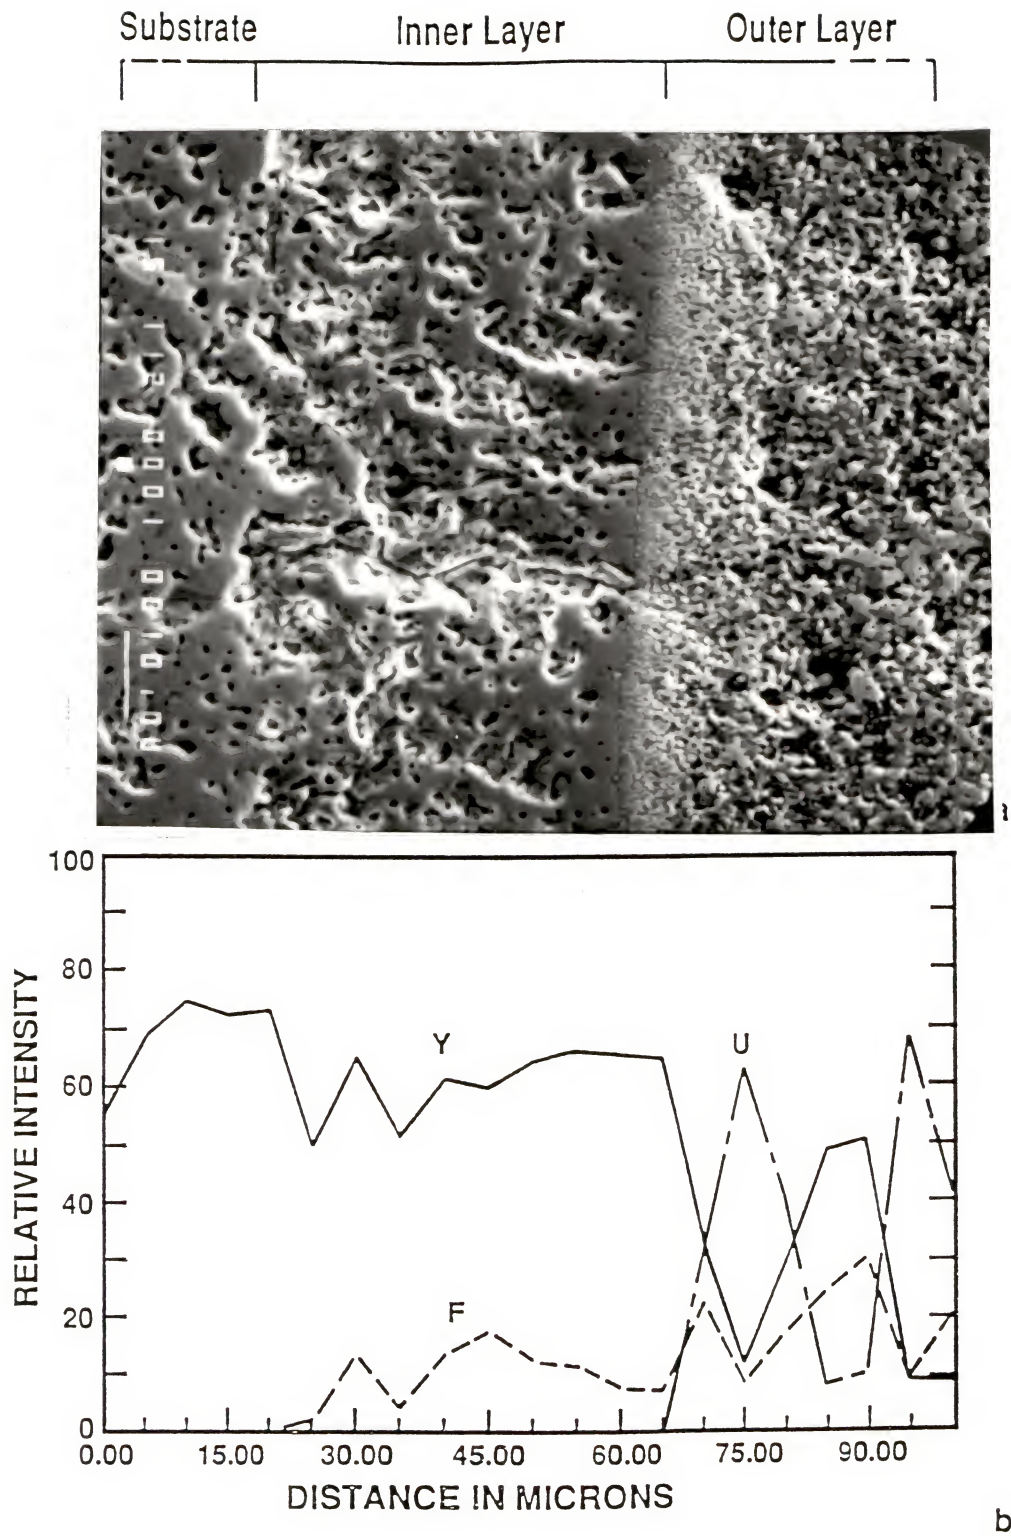 Substrate Inner Layer Outer Layer
100
80
60
40
20
0
RELATIVE INTENSITY
Y
U
F
0.00 15.00 30.00 45.00 60.00 75.00 90.00
DISTANCE IN MICRONS
b